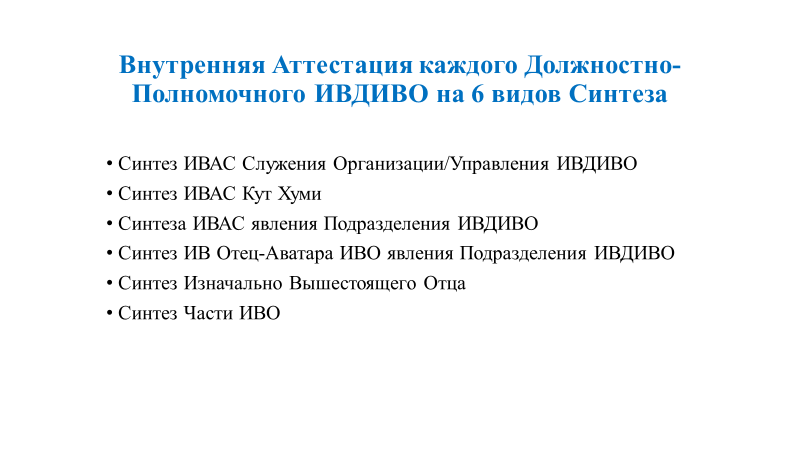 Внутренняя Аттестация каждого Должностно-
Полномочного ИВДИВО на 6 видов Синтеза
• Синтез ИВАС Служения Организации/Управления ИВДИВО
• Синтез ИВАС Кут Хуми
• Синтеза ИВАС явления Подразделения ИВДИВО
• Синтез ИВ Отец-Аватара ИВО явления Подразделения ИВДИВО
• Синтез Изначально Вышестоящего Отца
• Синтез Части ИВО